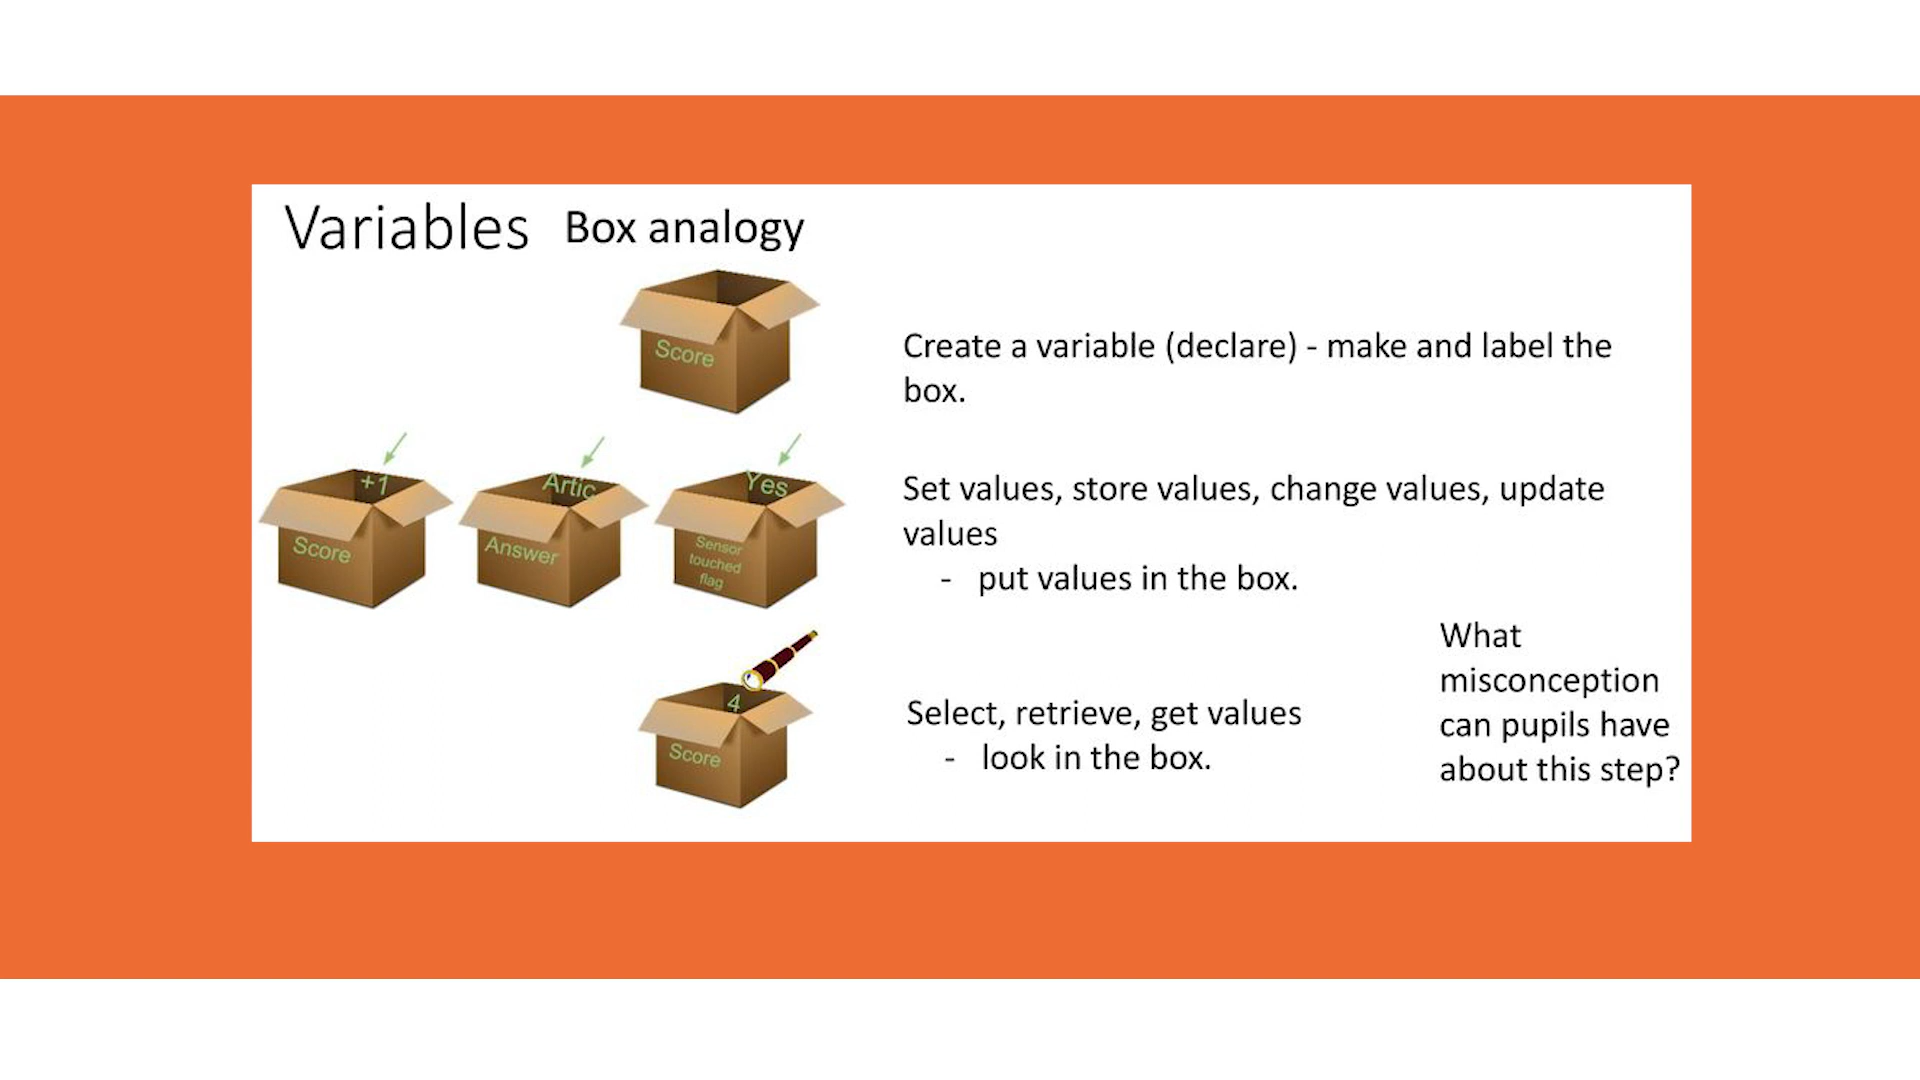 Variables Box analogy
Score
Create a variable (declare) - make and label the
box.
+1
Score
Artic
Answer
Yes
Sensor
touched
flag
Set values, store values, change values, update
values
- put values in the box.
4
Score
Select, retrieve, get values
- look in the box.
What
misconception
can pupils have
about this step?